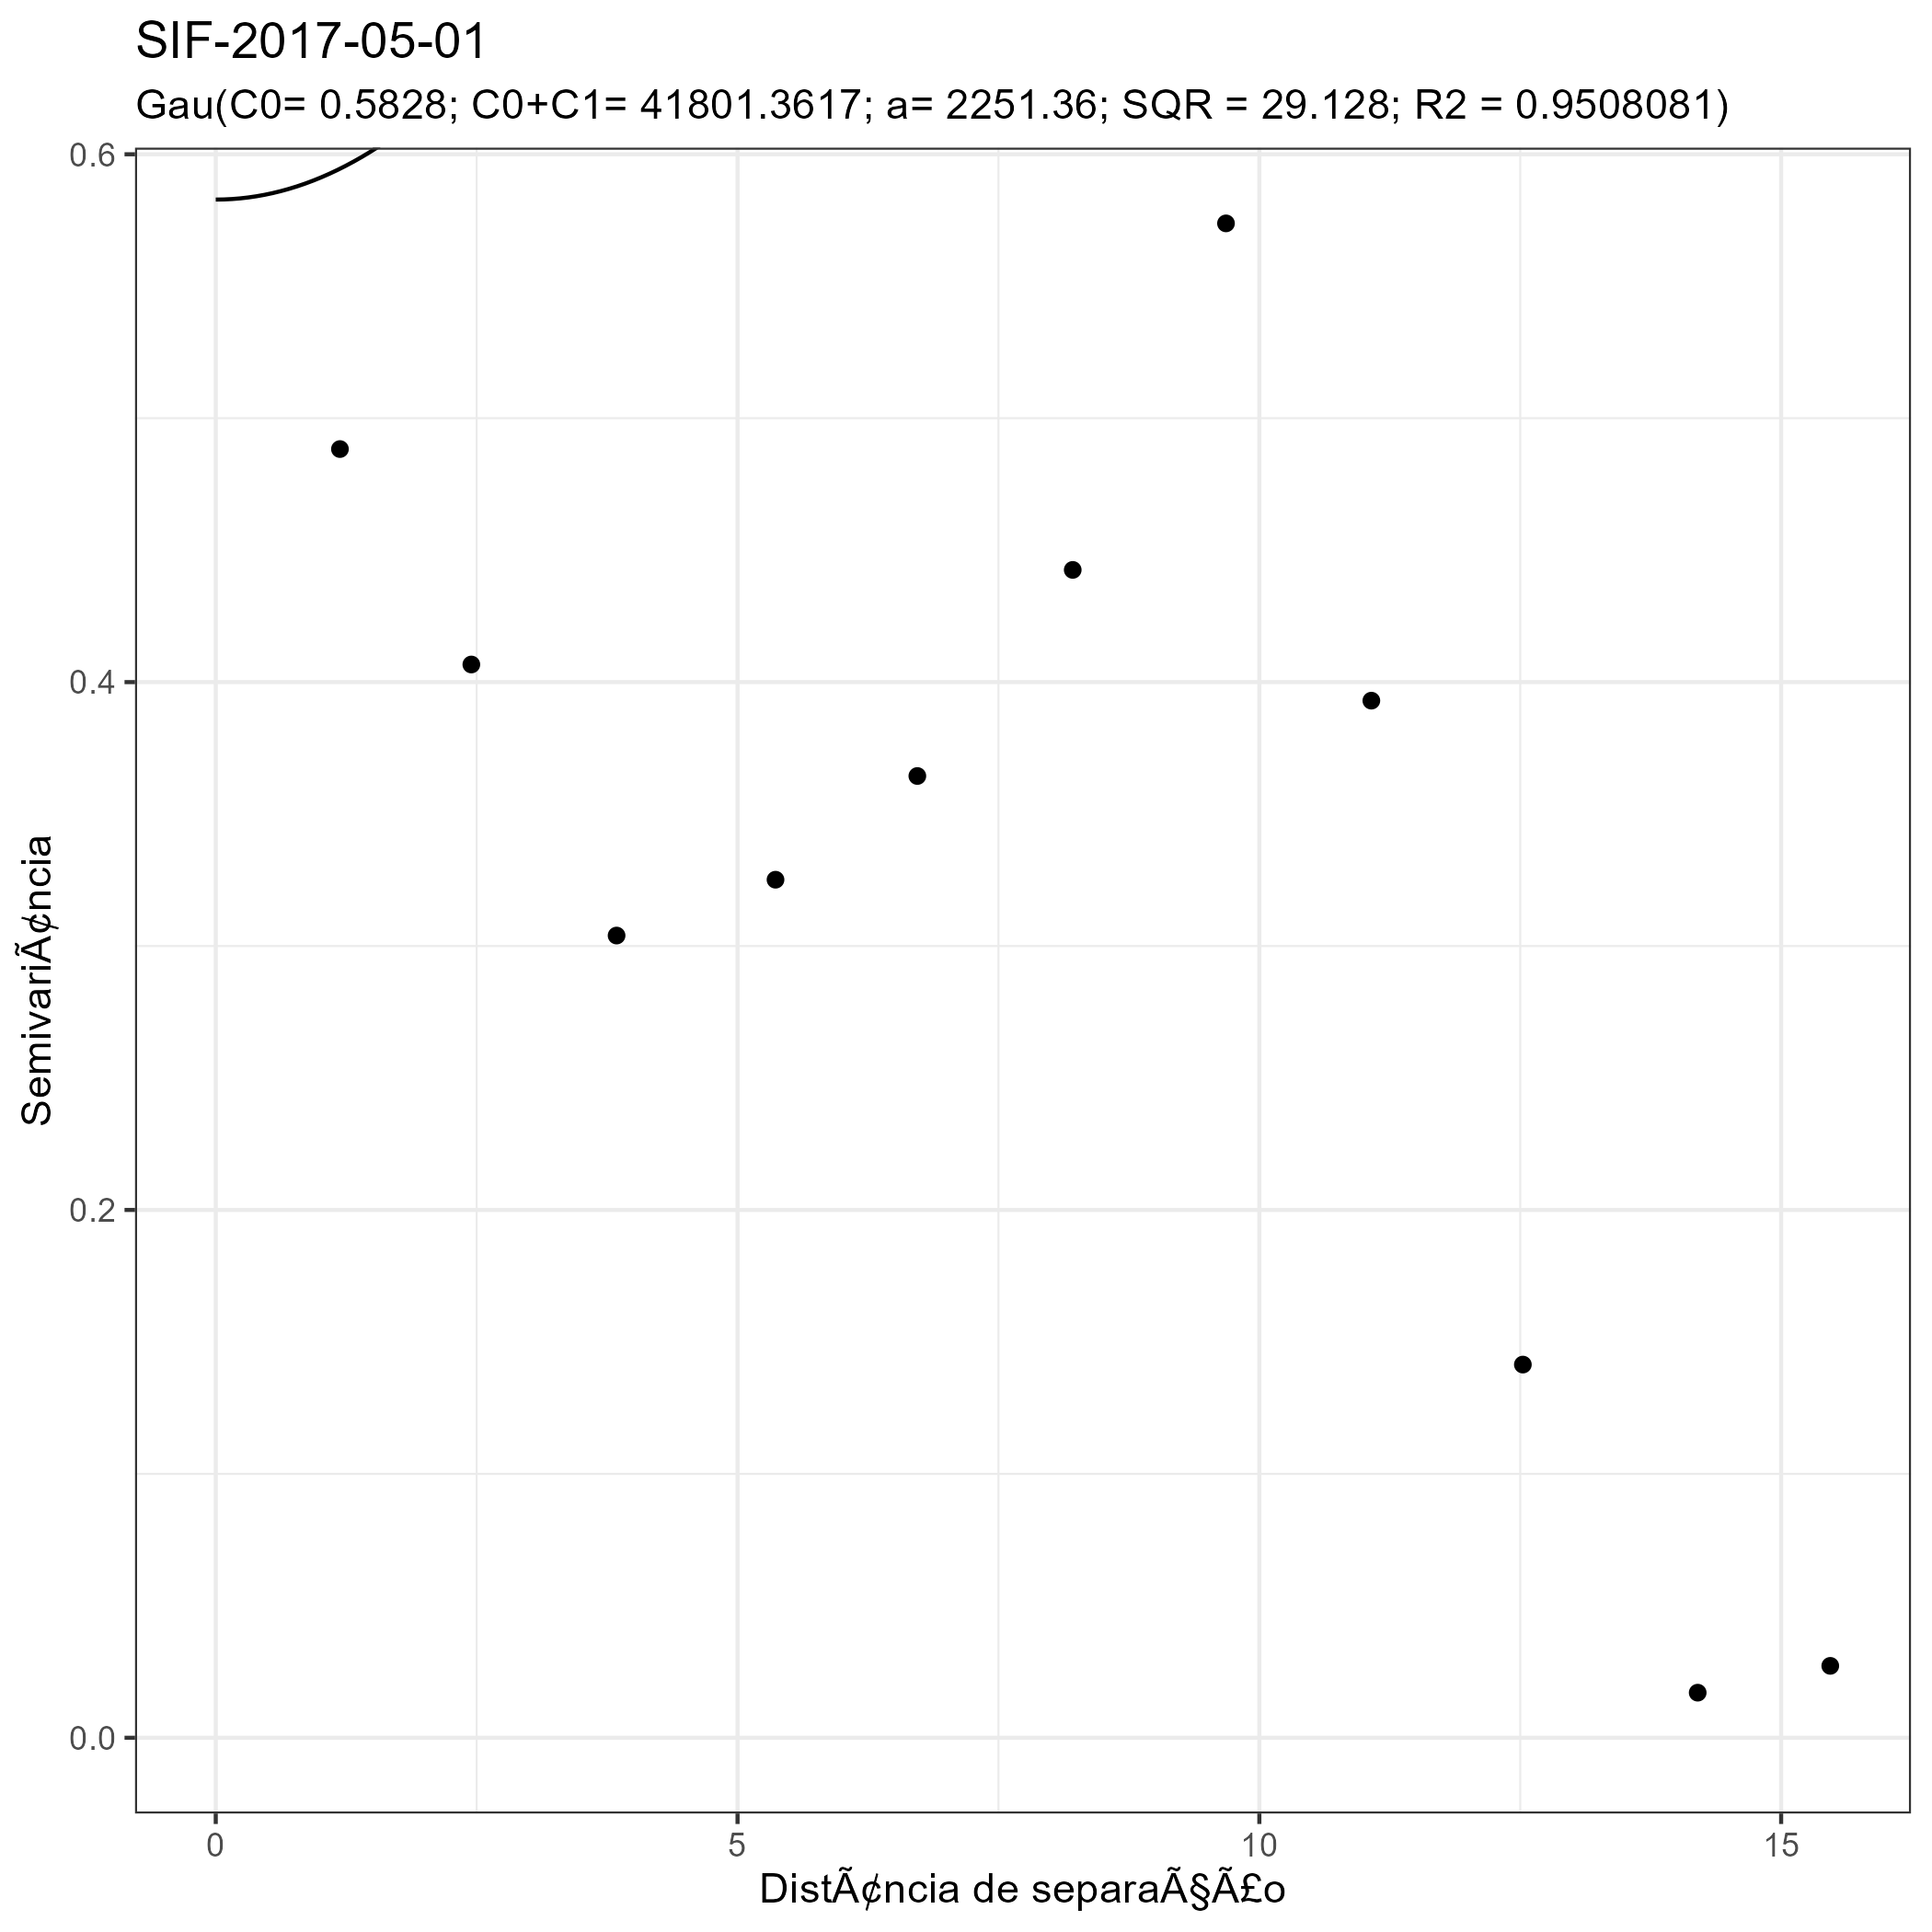 SIF-2017-05-01
Gau(C0= 0.5828; C0+C1= 41801.3617; a= 2251.36; SQR = 29.128; R2 = 0.9508081)
0.6
0.4
0.2
0.0
SemivariÃ¢ncia
0 5 10 15
DistÃ¢ncia de separaÃ§Ã£o